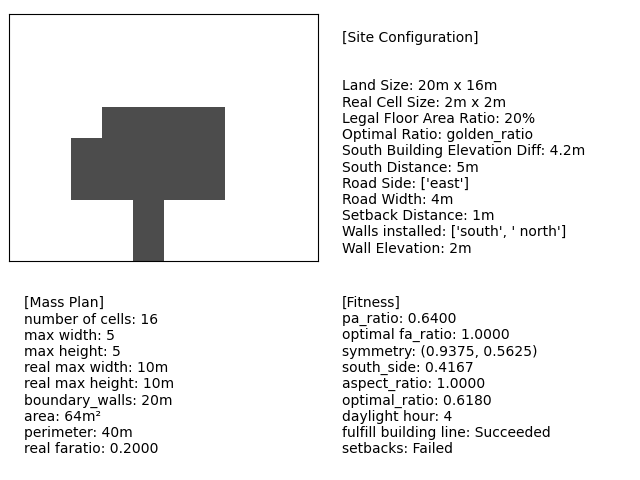 [Site Configuration]
Land Size: 20m x 16m
Real Cell Size: 2m x 2m
Legal Floor Area Ratio: 20%
Optimal Ratio: golden_ratio
South Building Elevation Diff: 4.2m
South Distance: 5m
Road Side: ['east']
Road Width: 4m
Setback Distance: 1m
Walls installed: ['south', ' north']
Wall Elevation: 2m
[Mass Plan]
number of cells: 16
max width: 5
max height: 5
real max width: 10m
real max height: 10m
boundary_walls: 20m
area: 64m²
perimeter: 40m
real faratio: 0.2000
[Fitness]
pa_ratio: 0.6400
optimal fa_ratio: 1.0000
symmetry: (0.9375, 0.5625)
south_side: 0.4167
aspect_ratio: 1.0000
optimal_ratio: 0.6180
daylight hour: 4
fulfill building line: Succeeded
setbacks: Failed